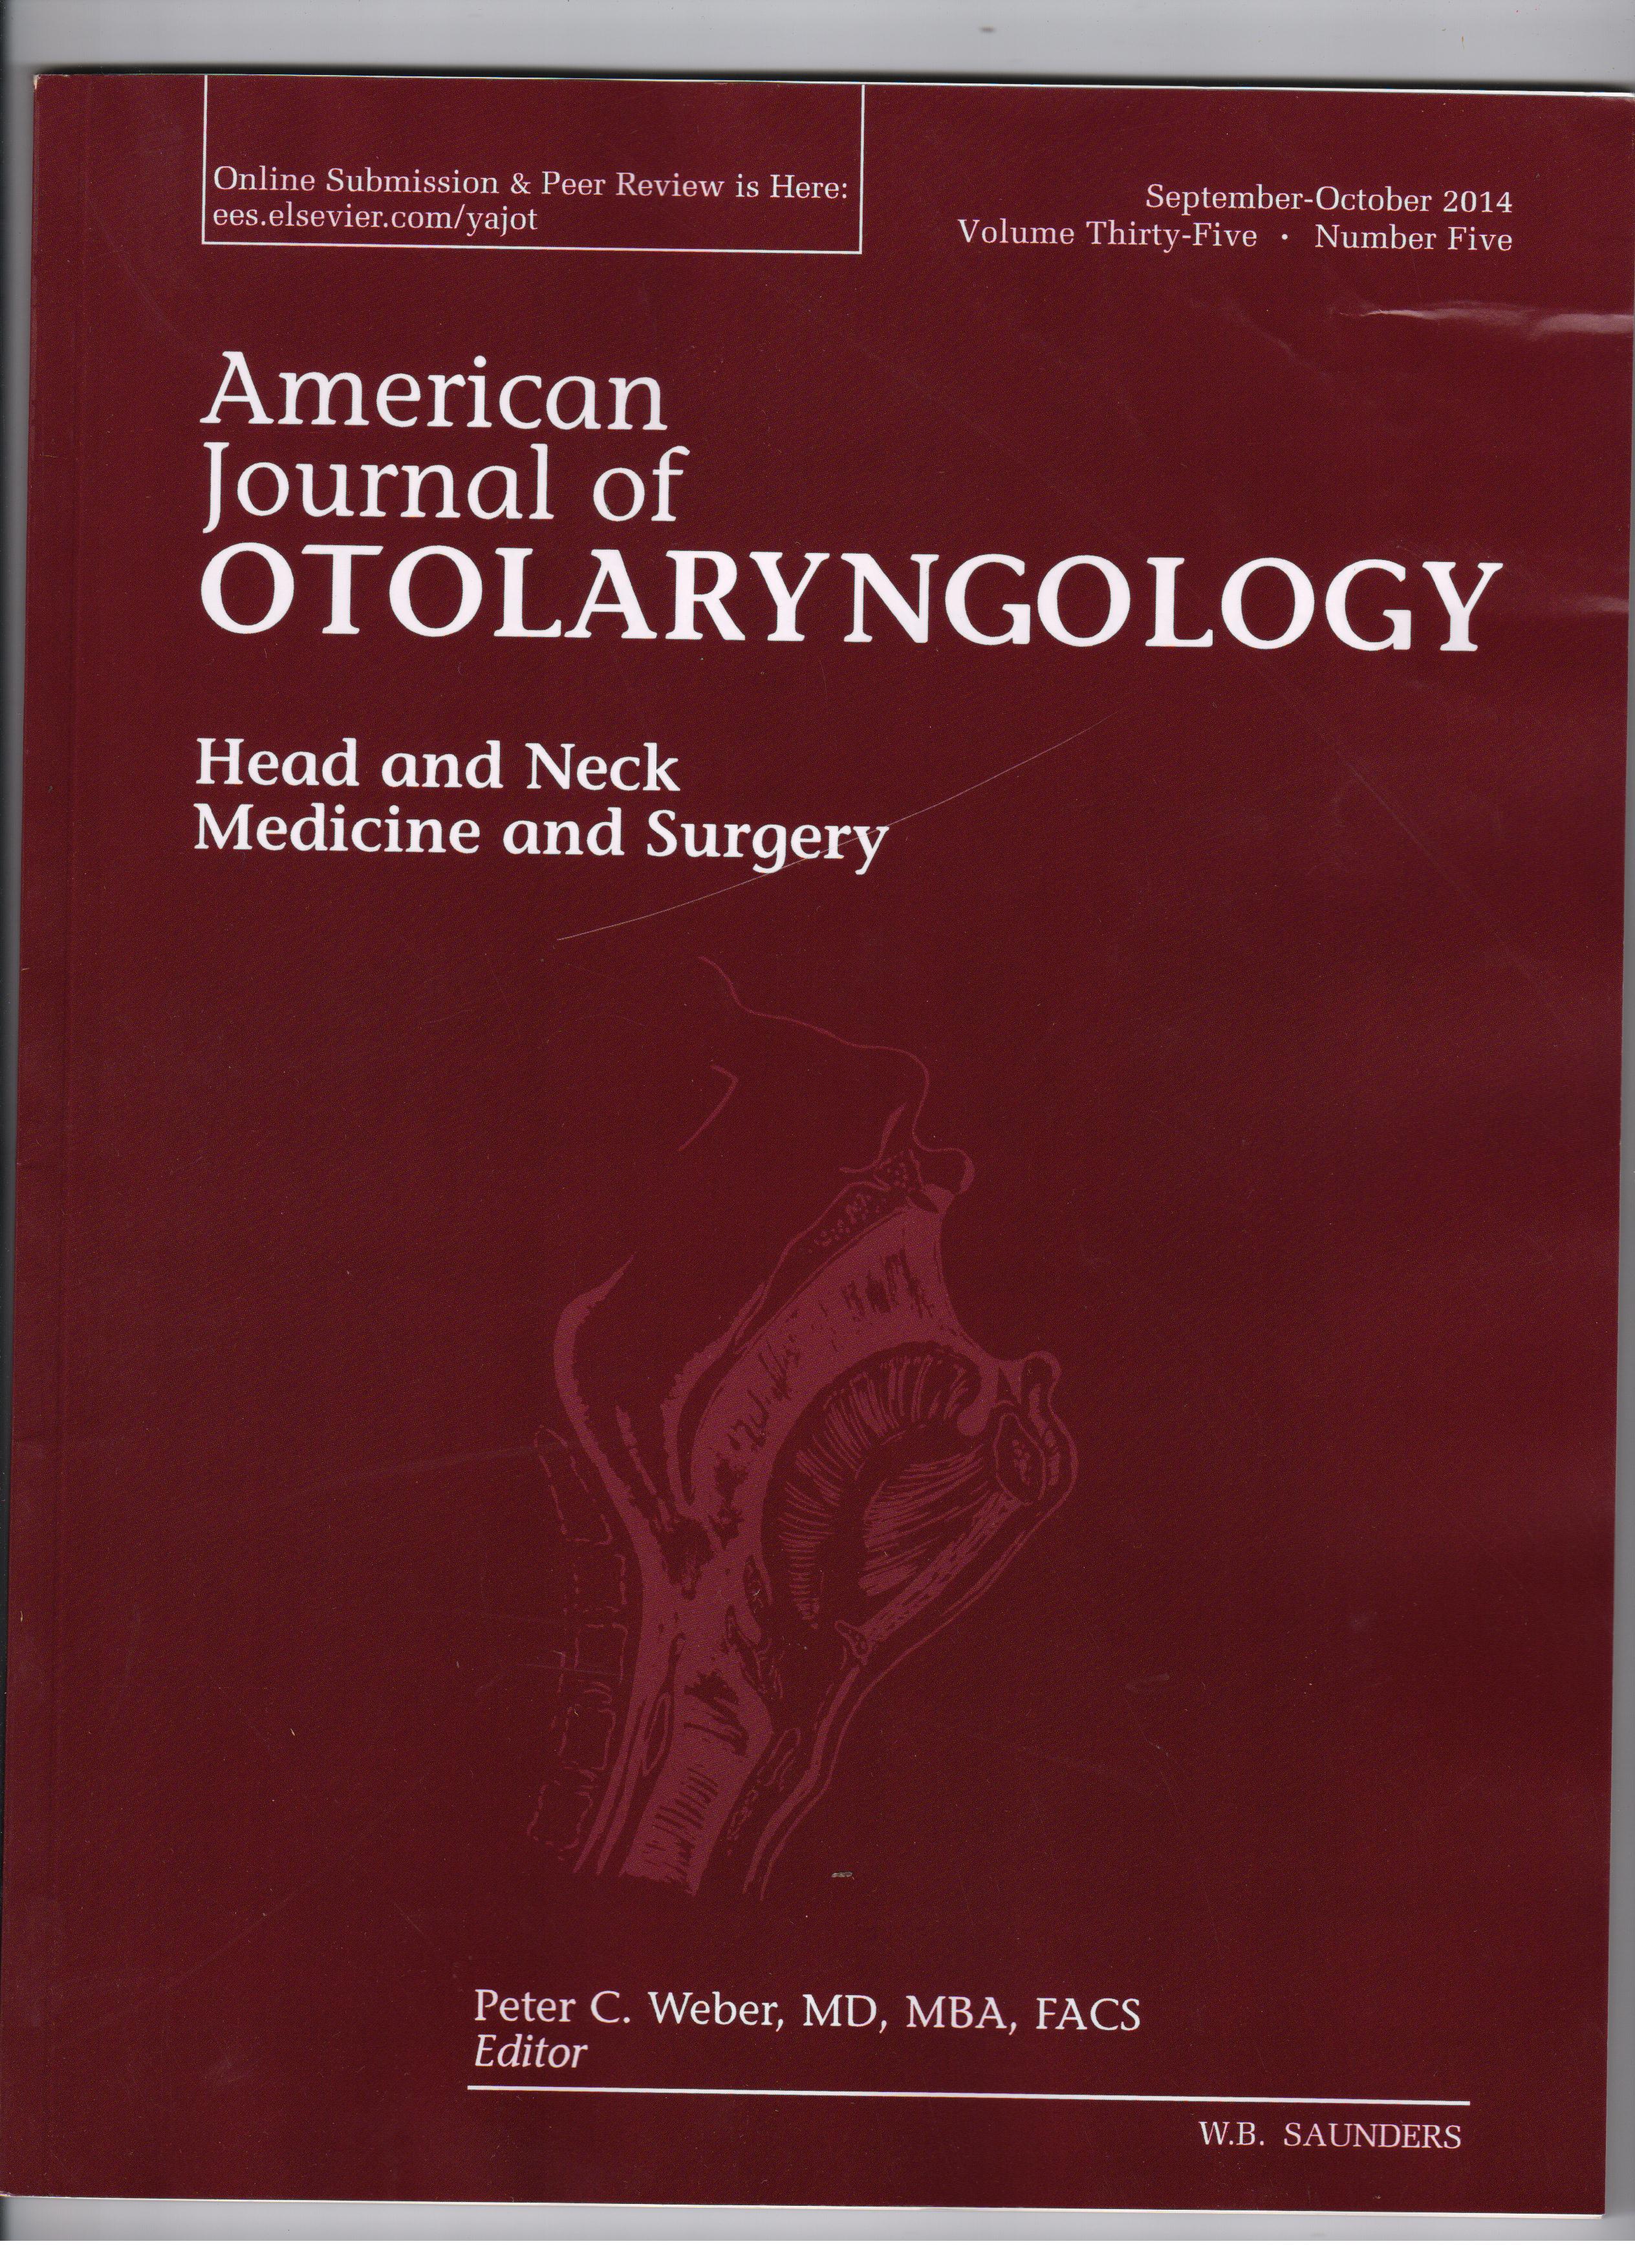 Online Submission & Peer Review is Here:
ees.elsevier.com/yajot
September-October 2014
Volume Thirty-Five · Number Five
American
Journal of
OTOLARYNGOLOGY
Head and Neck
Medicine and Surgery
Peter C. Weber, MD, MBA, FACS
Editor
W.B. SAUNDERS